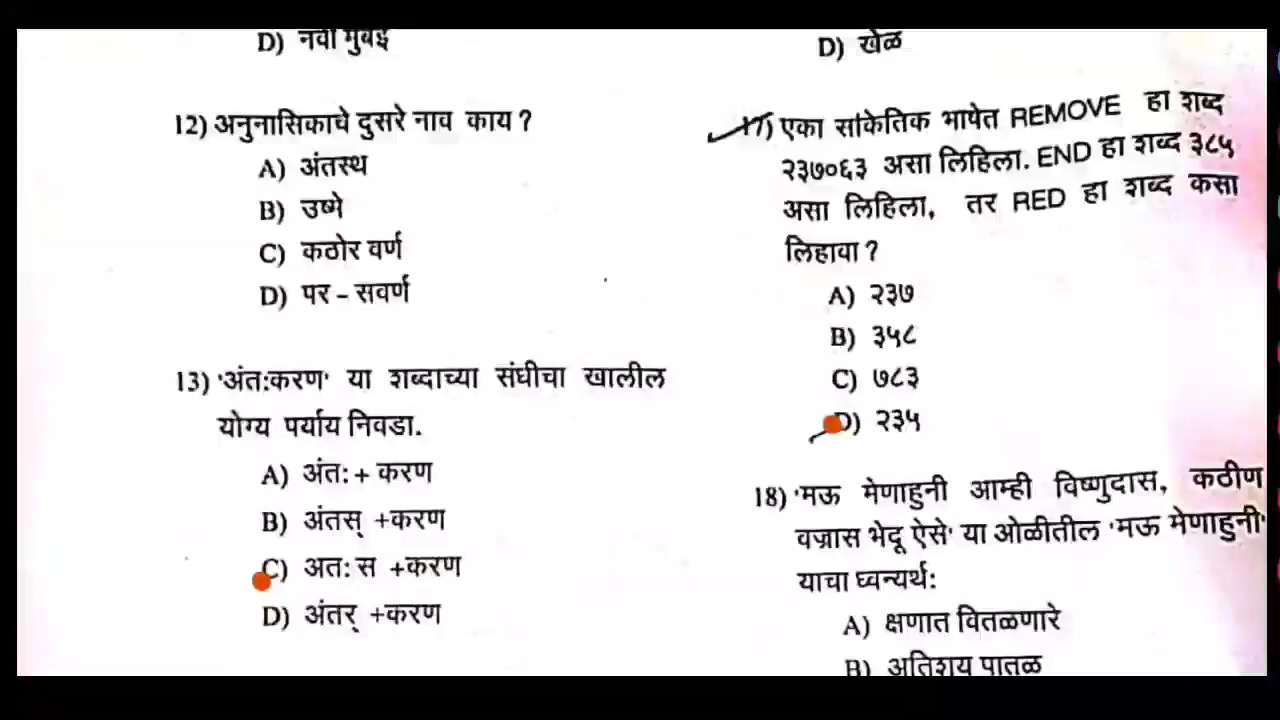 D) नवी मुंबई
12) अनुनासिकाचे दुसरे नाव काय ?
A) अंतस्थ
B) उष्मे
C) कठोर वर्ण
D) पर – सवर्ण
13) 'अंत:करण' या शब्दाच्या संधीचा खालील
योग्य पर्याय निवडा.
A) अंत: + करण
B) अंतस् +करण
C) अत: स +करण
D) अंतर् +करण
D) खेळ
17) एका सांकेतिक भाषेत REMOVE हा शब्द
२३७०६३ असा लिहिला. END हा शब्द ३८५
असा लिहिला, तर RED हा शब्द कसा
लिहावा ?
A) २३७
B) ३५८
C) ७८३
D) २३५
18) 'मऊ मेणाहुनी आम्ही विष्णुदास, कठीण
वज्रास भेदू ऐसे' या ओळीतील 'मऊ मेणाहुनी'
याचा ध्वन्यर्थ:
A) क्षणात वितळणारे
B) अतिशय पातळ